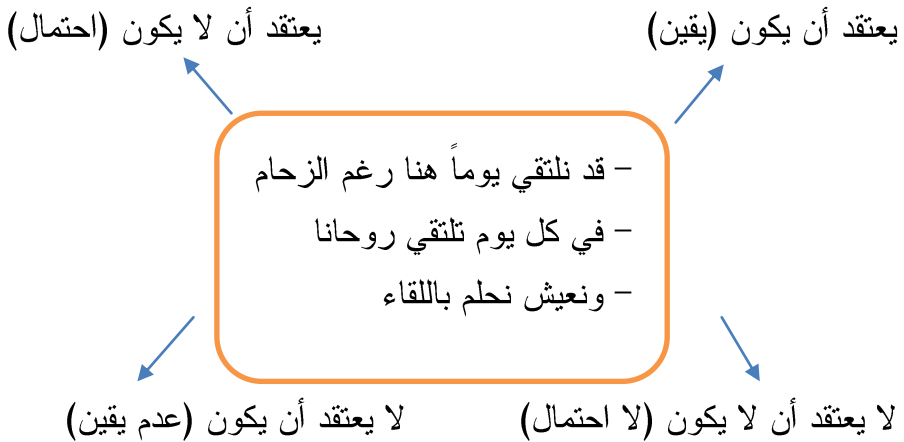 يعتقد أن يكون (يقين)
يعتقد أن لا يكون (احتمال)
– قد نلتقي يوماً هنا رغم الزحام
– في كل يوم تلتقي روحانا
– ونعيش نحلم باللقاء
لا يعتقد أن لا يكون (لا احتمال)
لا يعتقد أن يكون (عدم يقين)